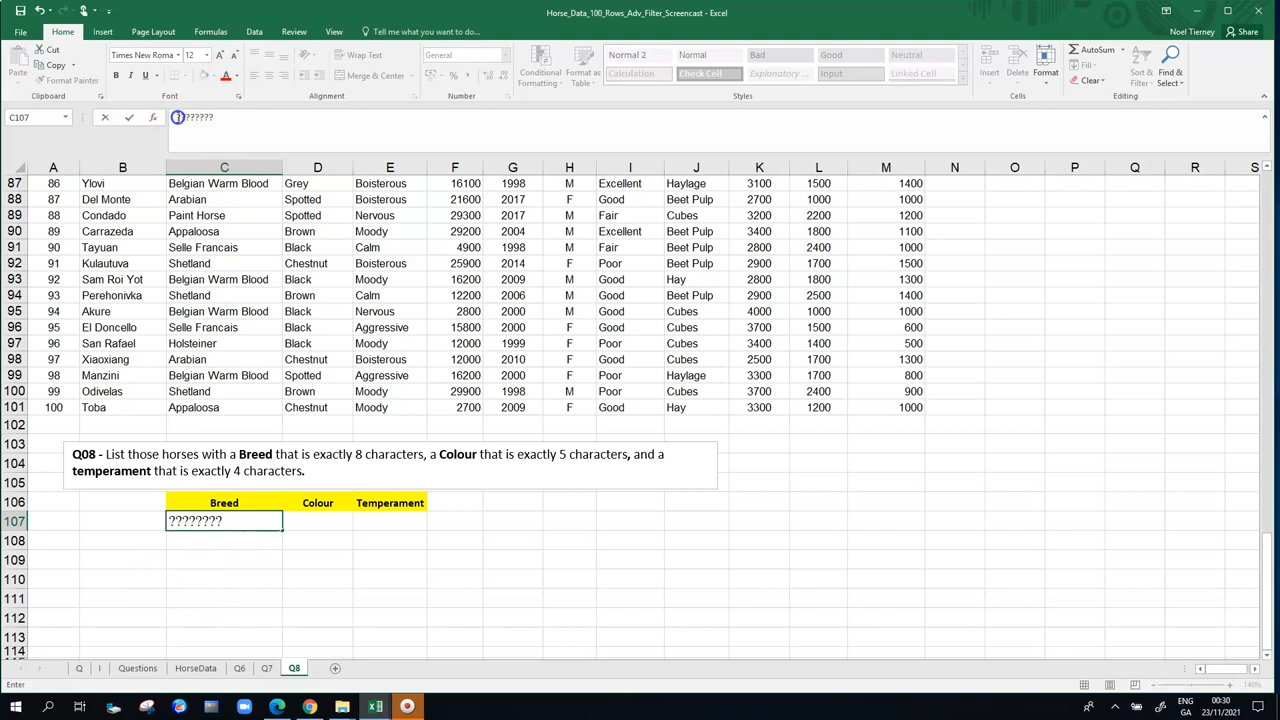 Horse_Data_100_Rows_Adv_Filter_Screencast - Excel
File Home Insert Page Layout Formulas Data Review View Tell me what you want to do... Noel Tierney Share
Paste Cut Copy Format Painter Clipboard
Times New Roma 12 B I U A Font
Wrap Text Merge & Center Alignment
General % Number
Conditional Formatting Format as Table
Normal 2 Normal Bad Good Neutral
Calculation Check Cell Explanatory ... Input Linked Cell Styles
Insert Delete Format Cells
AutoSum Fill Clear Sort & Filter Find & Select Editing
C107 fx ????????
A B C D E F G H I J K L M N O P Q R S
87 86 Ylovi Belgian Warm Blood Grey Boisterous 16100 1998 M Excellent Haylage 3100 1500 1400
88 87 Del Monte Arabian Spotted Boisterous 21600 2017 F Good Beet Pulp 2700 1000 1000
89 88 Condado Paint Horse Spotted Nervous 29300 2017 M Fair Cubes 3200 2200 1200
90 89 Carrazeda Appaloosa Brown Moody 29200 2004 M Excellent Beet Pulp 3400 1800 1100
91 90 Tayuan Selle Francais Black Calm 4900 1998 M Fair Beet Pulp 2800 2400 1000
92 91 Kulautuva Shetland Chestnut Boisterous 25900 2014 F Poor Beet Pulp 2900 1700 1500
93 92 Sam Roi Yot Belgian Warm Blood Black Moody 16200 2009 M Good Hay 2800 1800 1300
94 93 Perehonivka Shetland Brown Calm 12200 2006 M Good Beet Pulp 2900 2500 1400
95 94 Akure Belgian Warm Blood Black Nervous 2800 2000 M Good Cubes 4000 1000 1000
96 95 El Doncello Selle Francais Black Aggressive 15800 2000 F Good Cubes 3700 1500 600
97 96 San Rafael Holsteiner Black Moody 12000 1999 F Poor Cubes 3400 1400 500
98 97 Xiaoxiang Arabian Chestnut Boisterous 12000 2010 F Good Cubes 2500 1700 1300
99 98 Manzini Belgian Warm Blood Spotted Aggressive 16200 2000 F Poor Haylage 3300 1700 800
100 99 Odivelas Shetland Brown Moody 29900 1998 M Poor Cubes 3700 2400 900
101 100 Toba Appaloosa Chestnut Moody 2700 2009 F Good Hay 3300 1200 1000
102
103
104 Q08 - List those horses with a Breed that is exactly 8 characters, a Colour that is exactly 5 characters, and a
105 temperament that is exactly 4 characters.
106 Breed Colour Temperament
107 ????????
108
109
110
111
112
113
114
Q I Questions HorseData Q6 Q7 Q8
Enter 140%
ENG 00:30
GA 23/11/2021